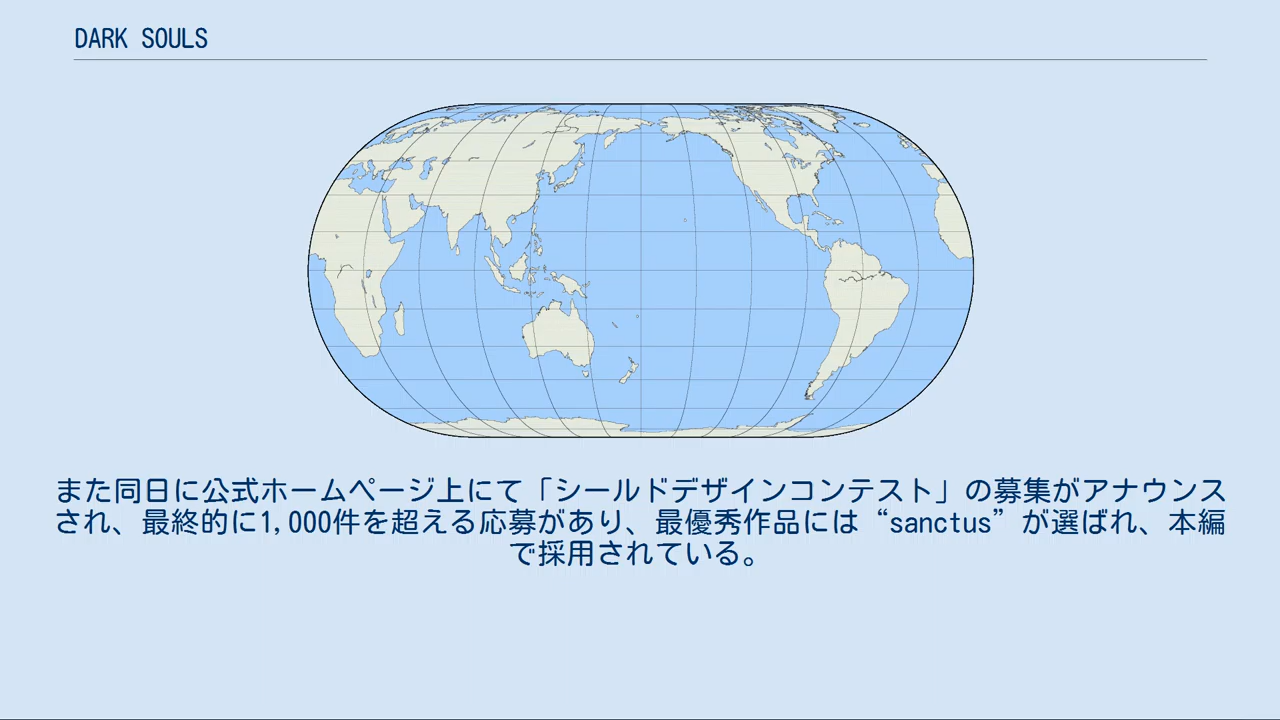 DARK SOULS
また同日に公式ホームページ上にて「シールドデザインコンテスト」の募集がアナウンス
され、最終的に1,000件を超える応募があり、最優秀作品には“sanctus”が選ばれ、本編
で採用されている。